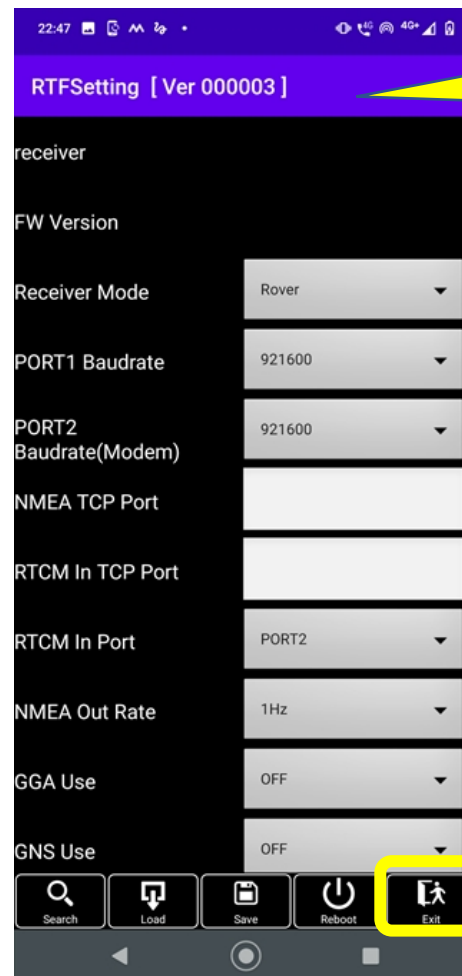 22:47
4G 4G+
RTFSetting [ Ver 000003 ]
receiver
FW Version
Receiver Mode Rover
PORT1 Baudrate 921600
PORT2
Baudrate(Modem) 921600
NMEA TCP Port
RTCM In TCP Port
RTCM In Port PORT2
NMEA Out Rate 1Hz
GGA Use OFF
GNS Use OFF
Search Load Save Reboot Exit